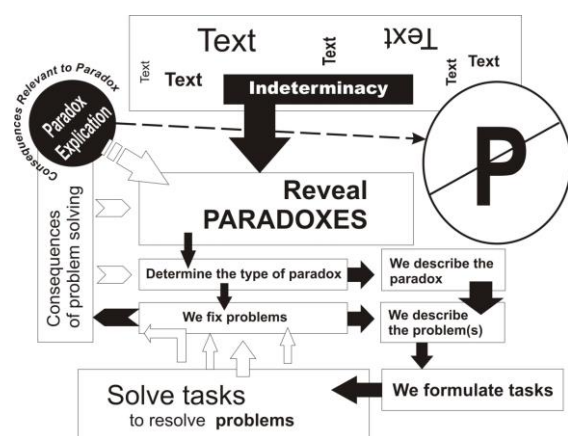 Text
Text
Text
Text
Text
Text
Text
Indeterminacy
Consequences Relevant to Paradox
Paradox
Explication
P
Reveal
PARADOXES
Consequences
of problem solving
Determine the type of paradox
We describe the
paradox
We fix problems
We describe
the problem(s)
Solve tasks
to resolve problems
We formulate tasks